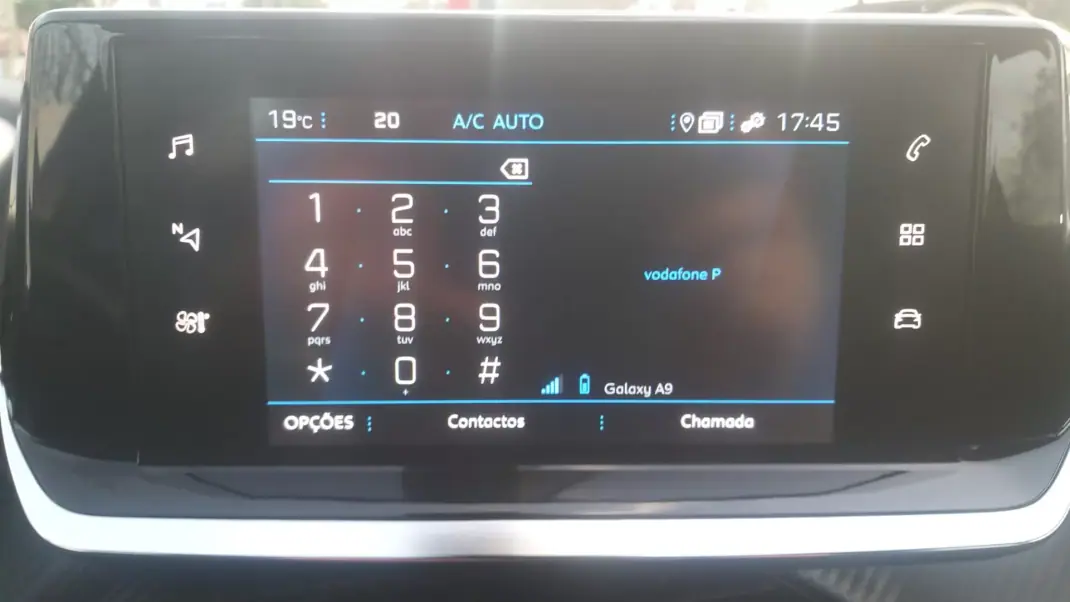 19°C 20 A/C AUTO 17:45
N
1 2 3
abc def
4 5 6
ghi jkl mno
vodafone P
7 8 9
pqrs tuv wxyz
* 0 #
+
Galaxy A9
OPÇÕES Contactos Chamada